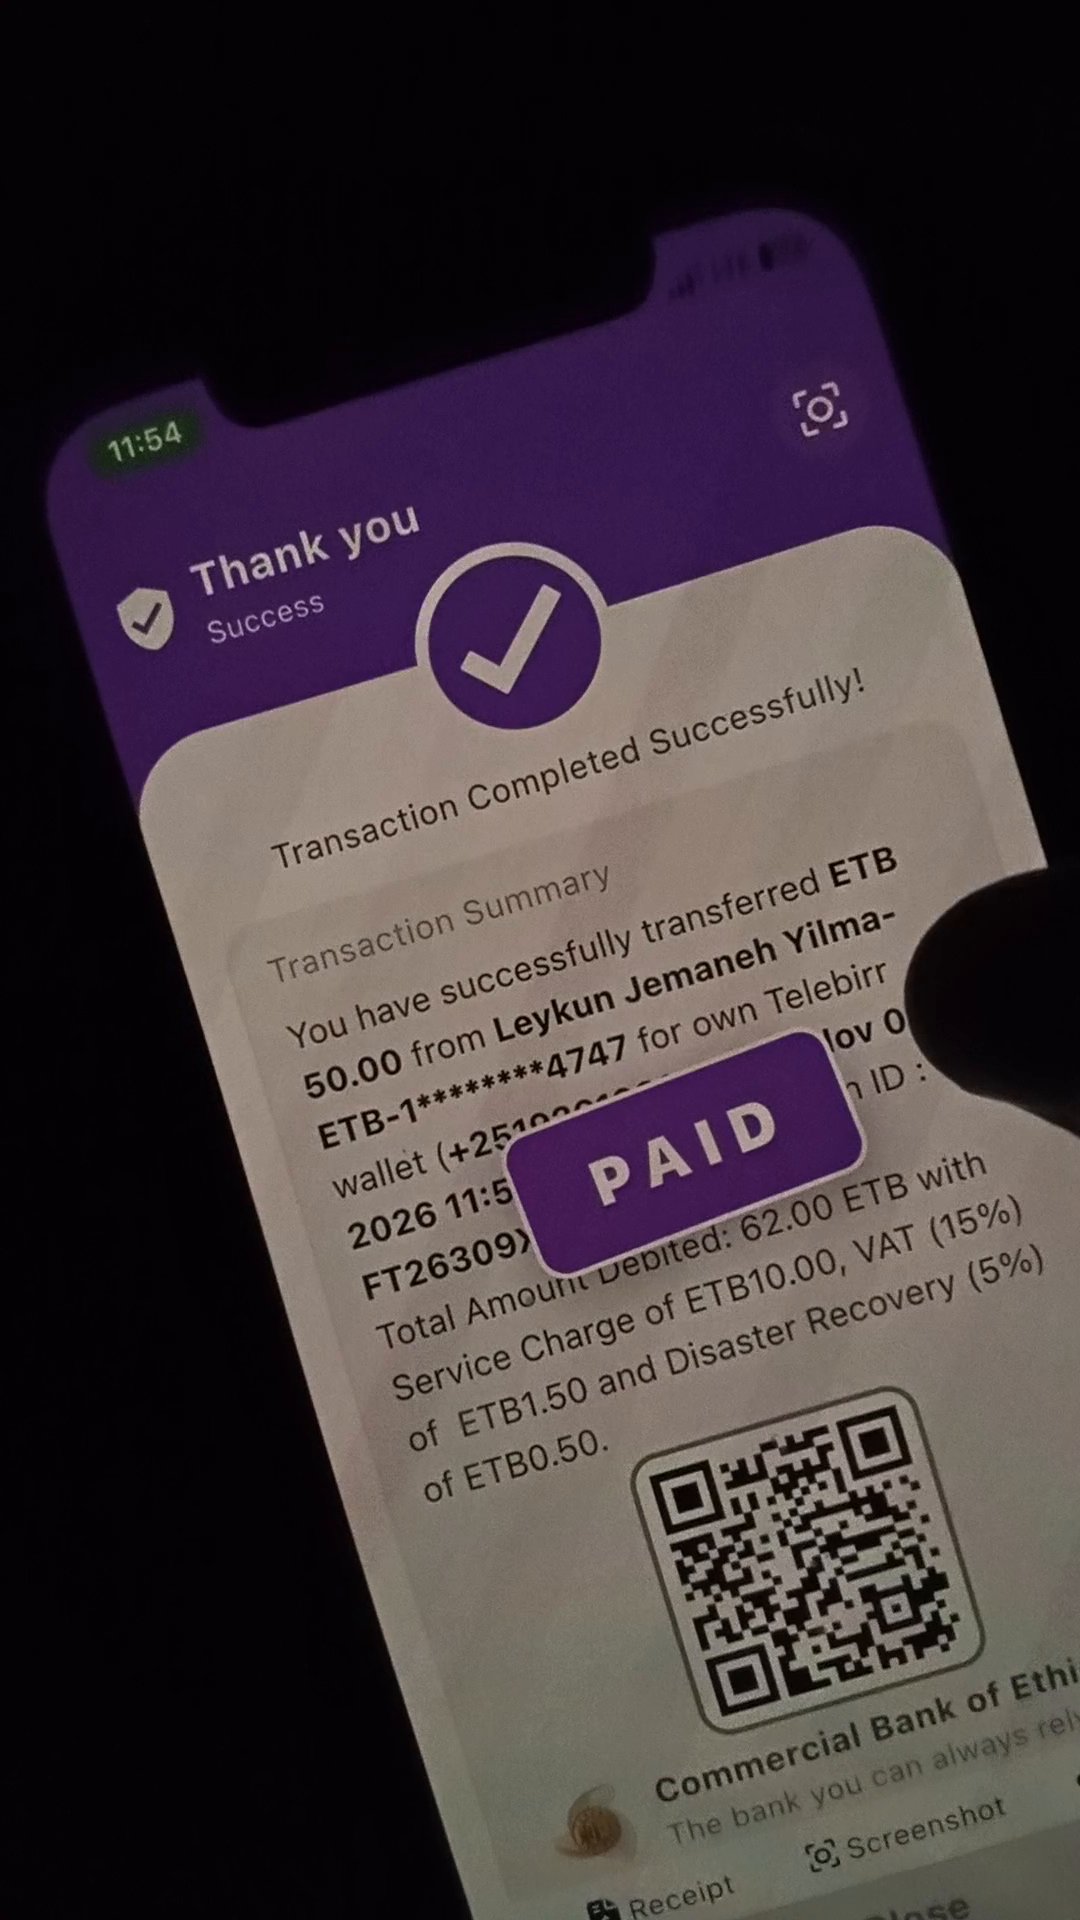 11:54
Thank you
Success
Transaction Completed Successfully!
Transaction Summary
You have successfully transferred ETB
50.00 from Leykun Jemaneh Yilma-
ETB-1********4747 for own Telebirr
wallet (+251
2026 11:5 ID :
FT26309
PAID
Total Amount Debited: 62.00 ETB with
Service Charge of ETB10.00, VAT (15%)
of ETB1.50 and Disaster Recovery (5%)
of ETB0.50.
Commercial Bank of Ethi
The bank you can always rely
Screenshot
Receipt